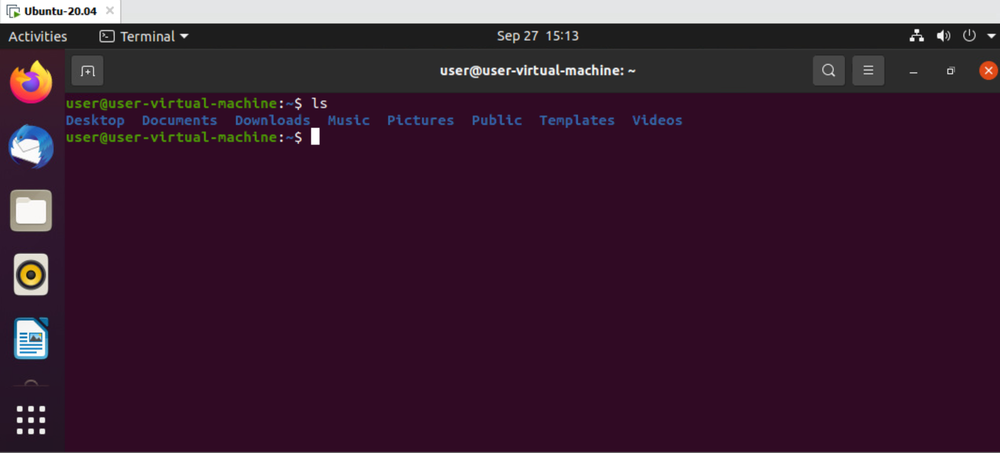 Ubuntu-20.04
Activities Terminal Sep 27 15:13
user@user-virtual-machine: ~
user@user-virtual-machine:~$ ls
Desktop Documents Downloads Music Pictures Public Templates Videos
user@user-virtual-machine:~$